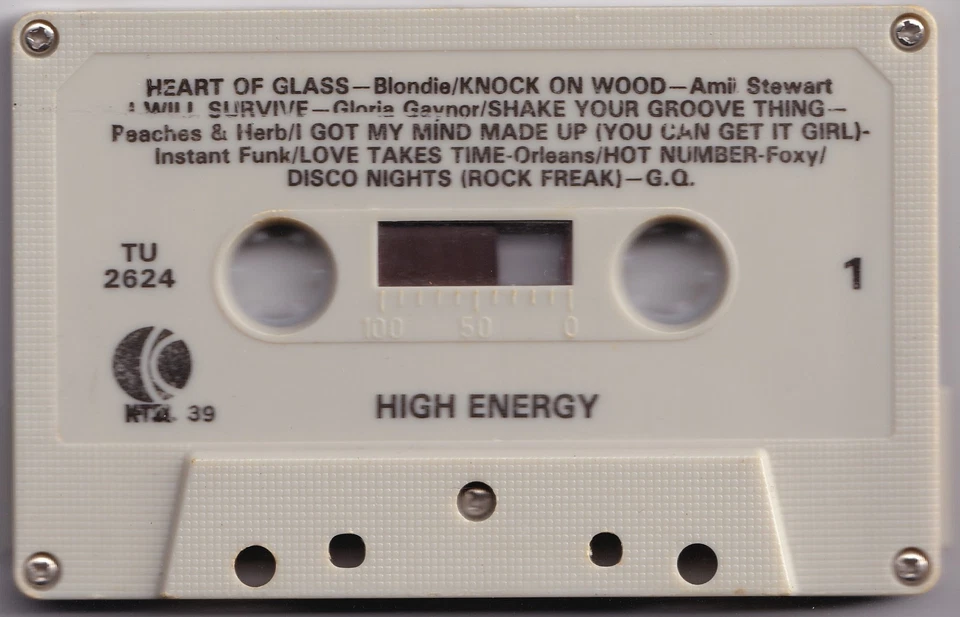 HEART OF GLASS—Blondie/KNOCK ON WOOD—Amii Stewart
I WILL SURVIVE—Gloria Gaynor/SHAKE YOUR GROOVE THING—
Peaches & Herb/I GOT MY MIND MADE UP (YOU CAN GET IT GIRL)-
Instant Funk/LOVE TAKES TIME-Orleans/HOT NUMBER-Foxy/
DISCO NIGHTS (ROCK FREAK)—G.Q.
TU
2624
1
100 50 0
KTEL 39
HIGH ENERGY